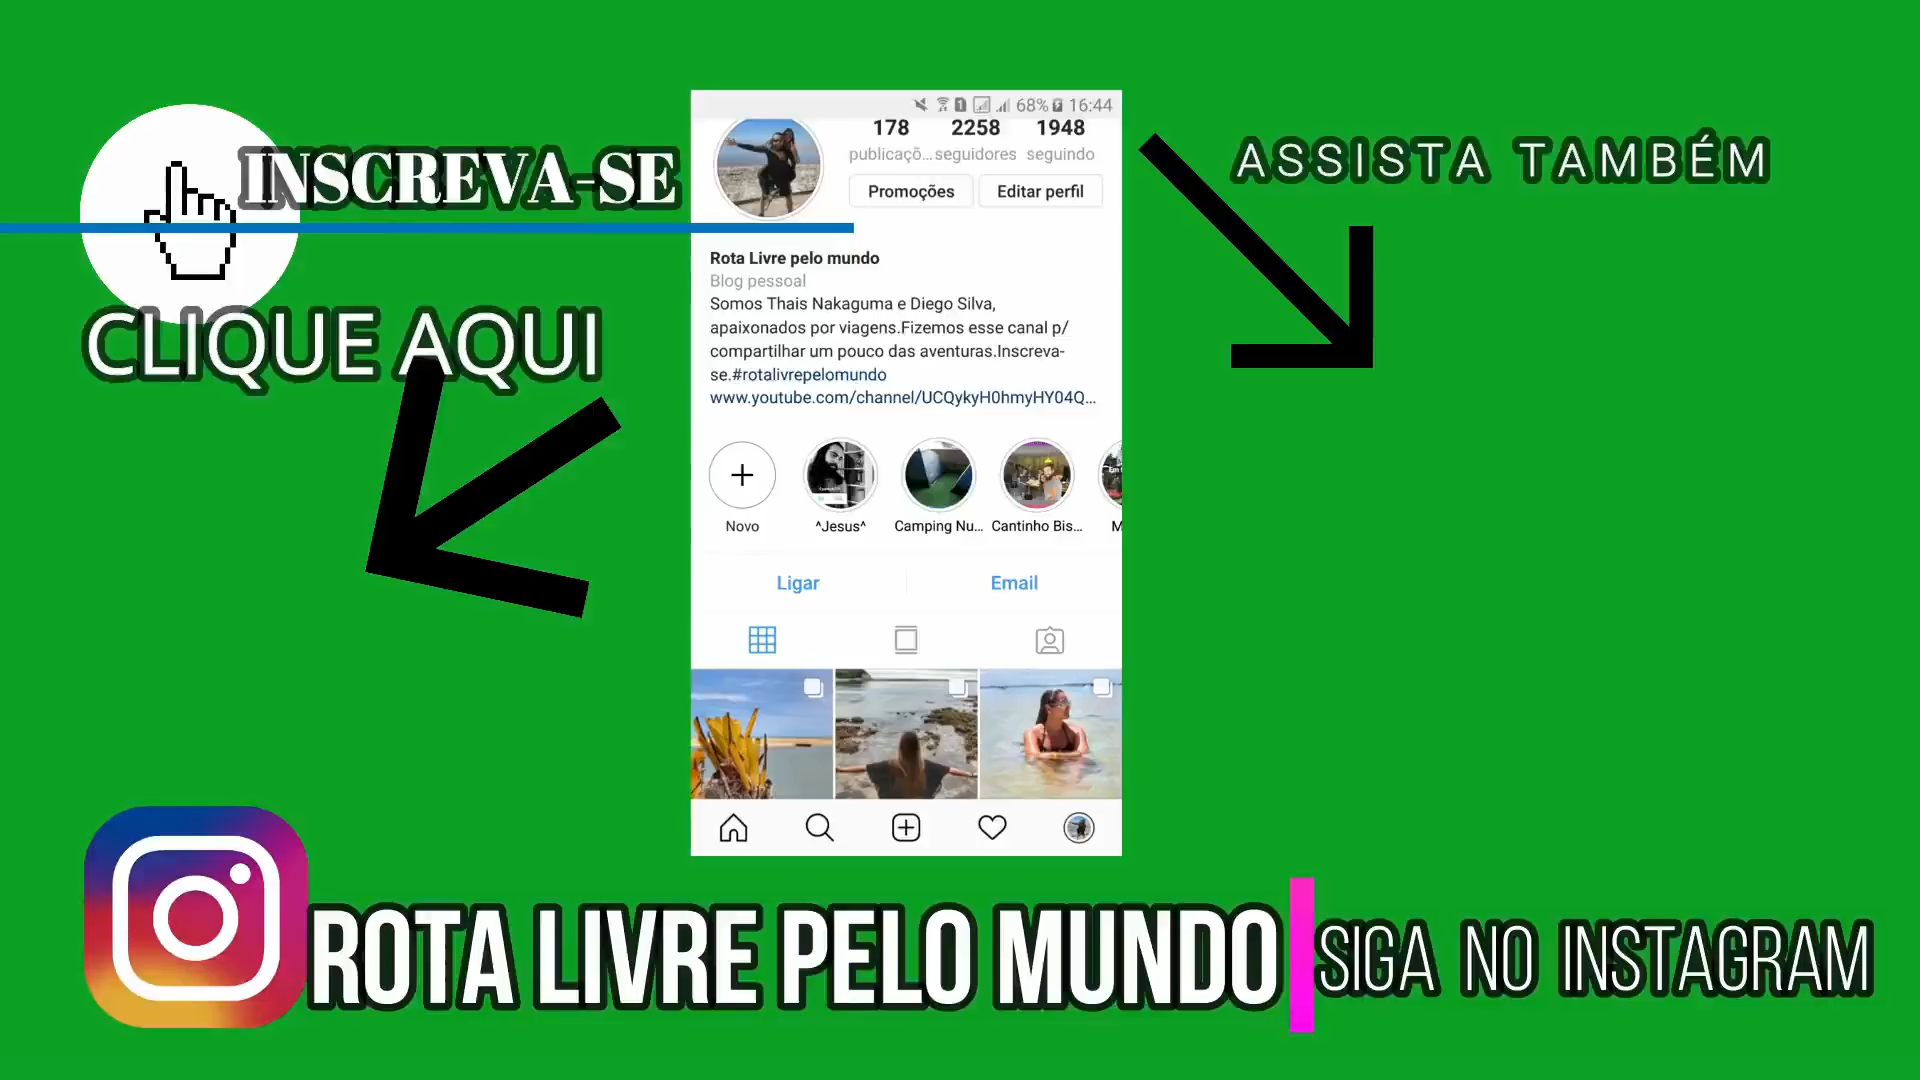 INSCREVA-SE
CLIQUE AQUI
68% 16:44
178 2258 1948
publicaçõ... seguidores seguindo
Promoções Editar perfil
Rota Livre pelo mundo
Blog pessoal
Somos Thais Nakaguma e Diego Silva,
apaixonados por viagens.Fizemos esse canal p/
compartilhar um pouco das aventuras.Inscreva-
se.#rotalivrepelomundo
www.youtube.com/channel/UCQykyH0hmyHY04Q...
Novo ^Jesus^ Camping Nu... Cantinho Bis... M
Ligar Email
ASSISTA TAMBÉM
ROTA LIVRE PELO MUNDO
SIGA NO INSTAGRAM